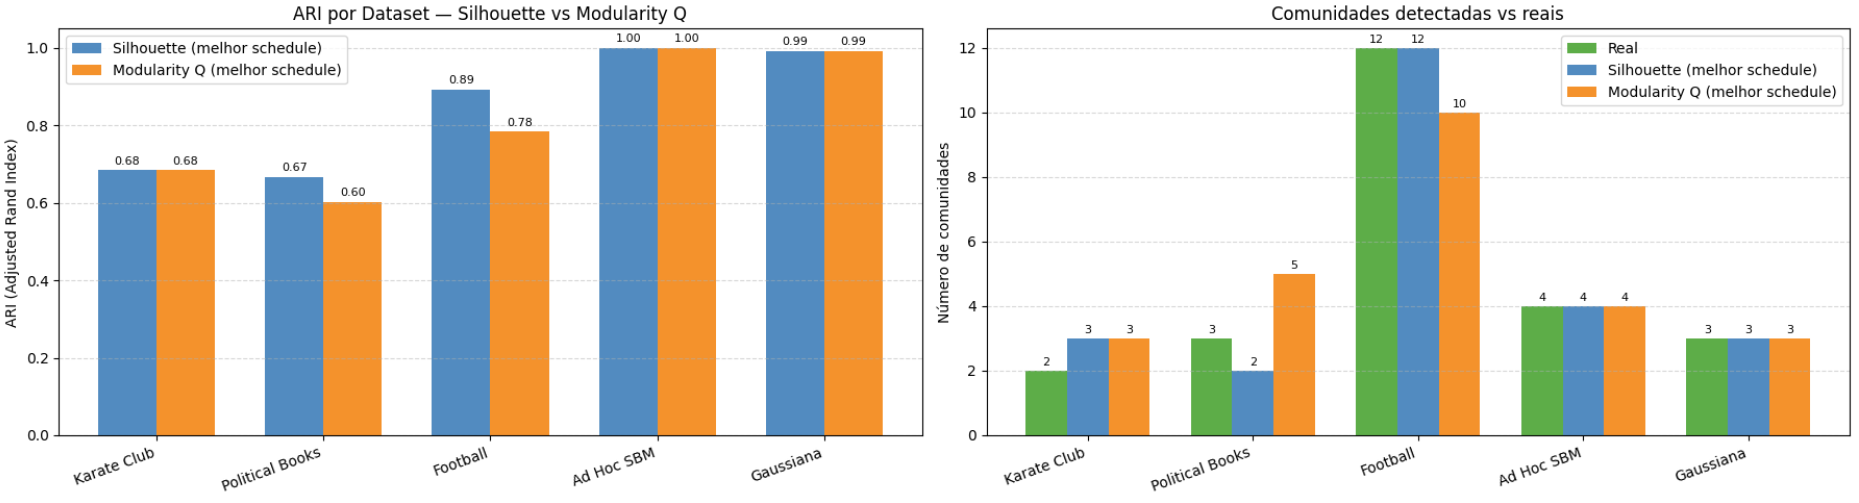 ARI por Dataset — Silhouette vs Modularity Q
Silhouette (melhor schedule)
Modularity Q (melhor schedule)
ARI (Adjusted Rand Index)
1.0
0.8
0.6
0.4
0.2
0.0
0.68
0.68
0.67
0.60
0.89
0.78
1.00
1.00
0.99
0.99
Karate Club
Political Books
Football
Ad Hoc SBM
Gaussiana
Comunidades detectadas vs reais
Real
Silhouette (melhor schedule)
Modularity Q (melhor schedule)
Número de comunidades
12
10
8
6
4
2
0
2
3
3
3
2
5
12
12
10
4
4
4
3
3
3
Karate Club
Political Books
Football
Ad Hoc SBM
Gaussiana